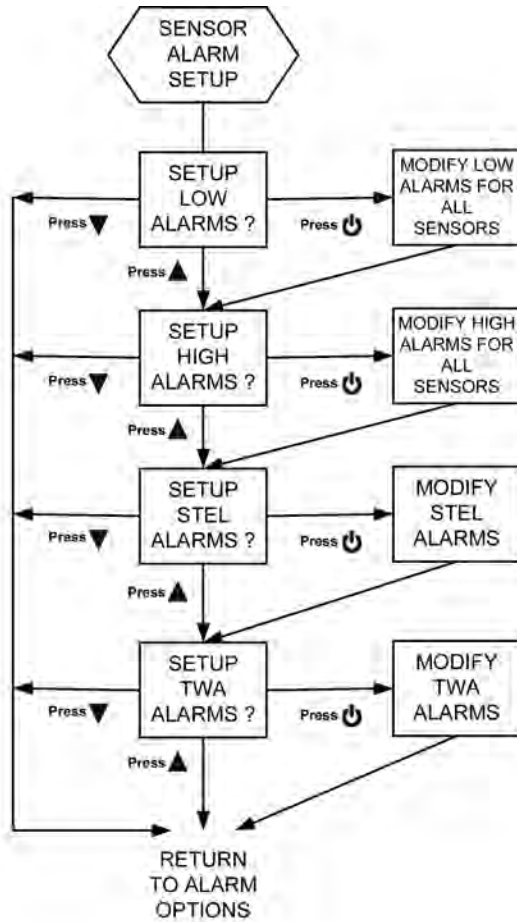 SENSOR
ALARM
SETUP
SETUP
LOW
ALARMS ?
MODIFY LOW
ALARMS FOR
ALL
SENSORS
Press
Press
Press
SETUP
HIGH
ALARMS ?
MODIFY HIGH
ALARMS FOR
ALL
SENSORS
Press
Press
Press
SETUP
STEL
ALARMS ?
MODIFY
STEL
ALARMS
Press
Press
Press
SETUP
TWA
ALARMS ?
MODIFY
TWA
ALARMS
Press
Press
Press
RETURN
TO ALARM
OPTIONS